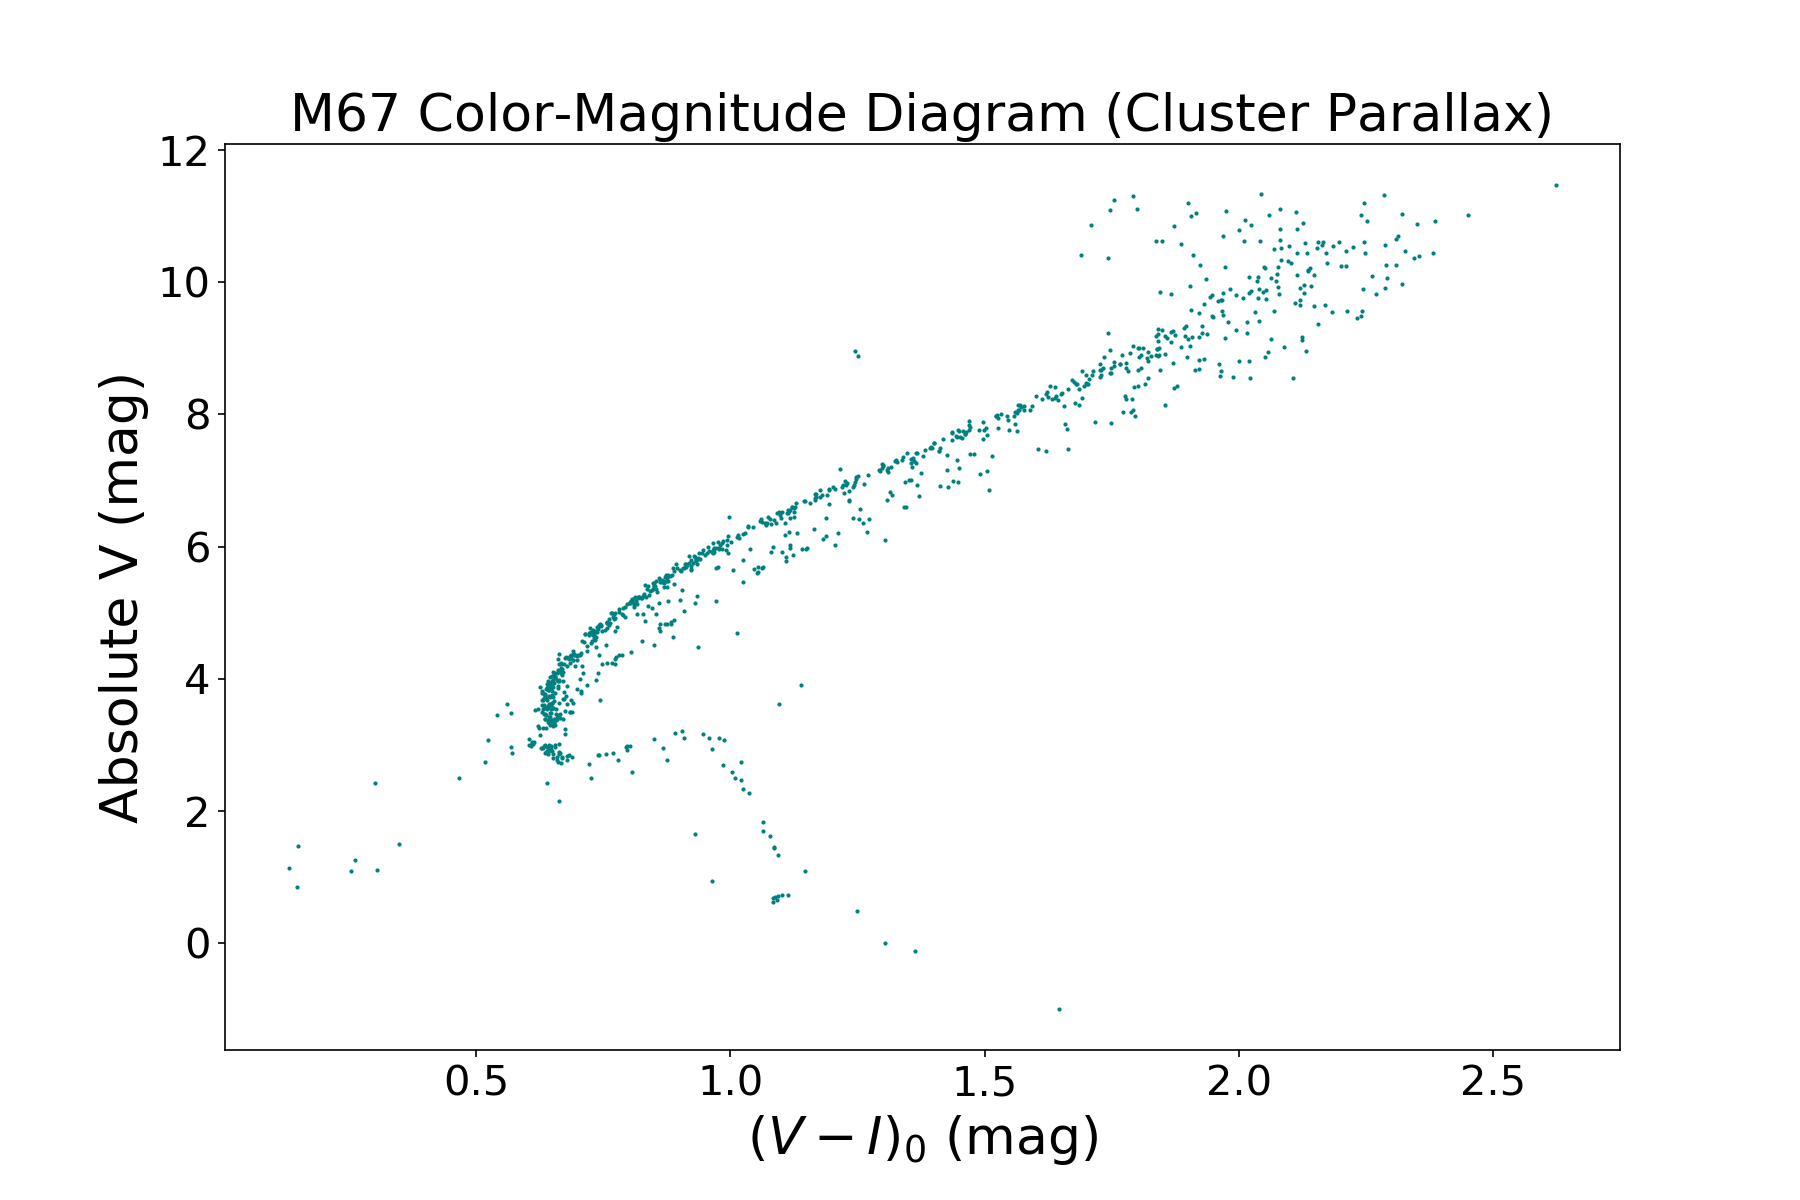 M67 Color-Magnitude Diagram (Cluster Parallax)
12
10
8
6
4
2
0
Absolute V (mag)
0.5 1.0 1.5 2.0 2.5
(V − I)₀ (mag)